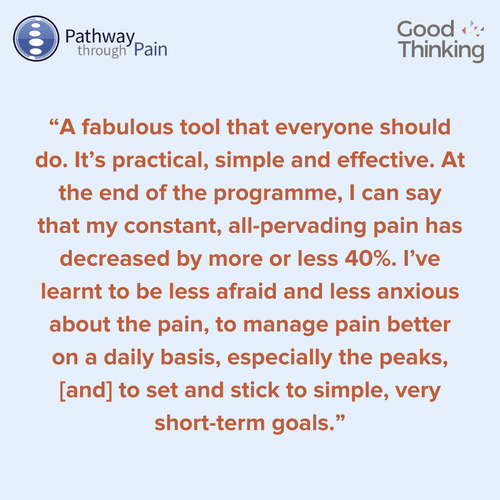 Pathway
through Pain
Good
Thinking
“A fabulous tool that everyone should
do. It’s practical, simple and effective. At
the end of the programme, I can say
that my constant, all-pervading pain has
decreased by more or less 40%. I’ve
learnt to be less afraid and less anxious
about the pain, to manage pain better
on a daily basis, especially the peaks,
[and] to set and stick to simple, very
short-term goals.”